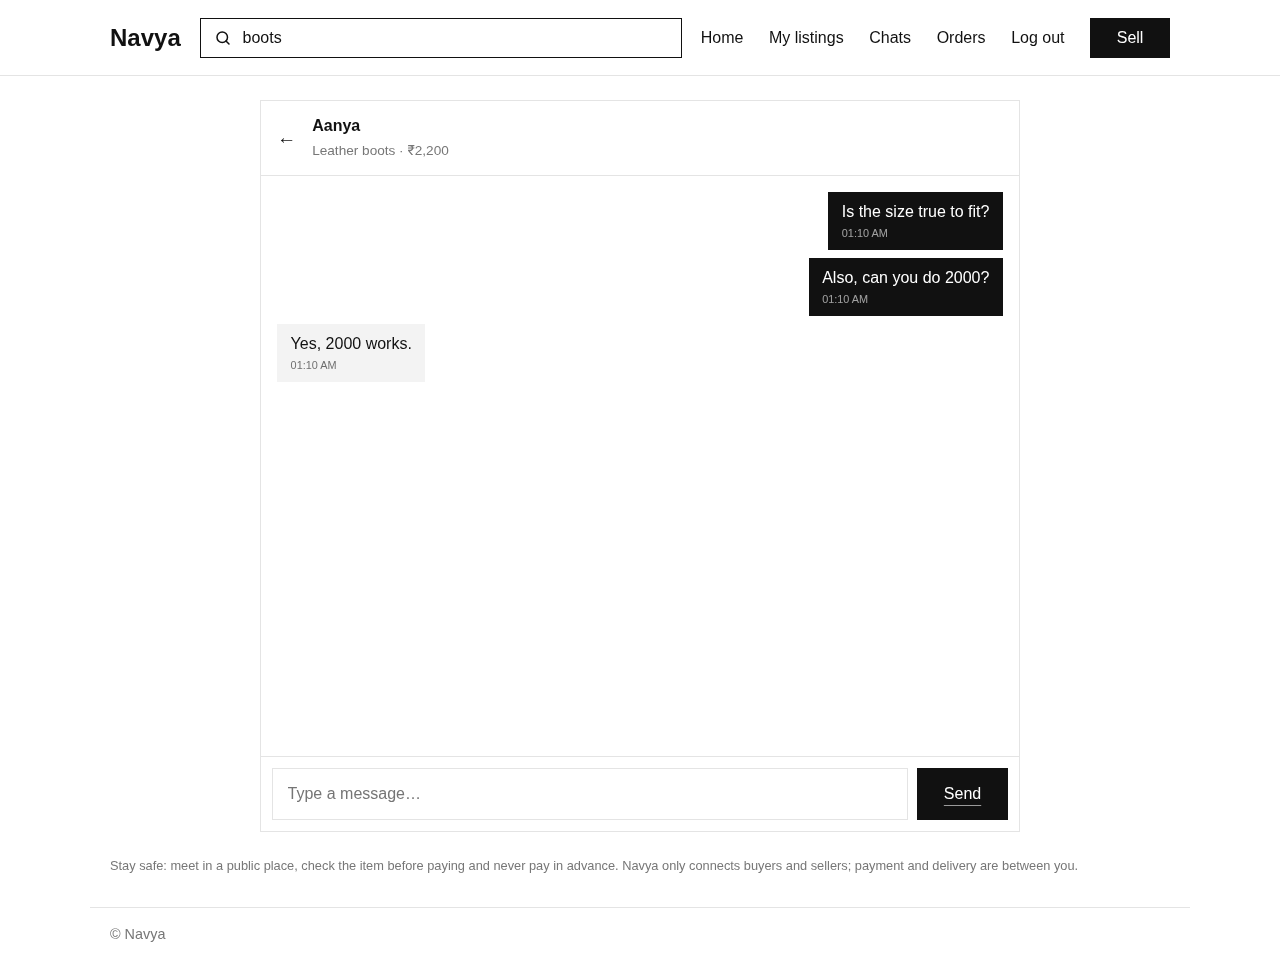 Navya
boots
Home
My listings
Chats
Orders
Log out
Sell
←
Aanya
Leather boots · ₹2,200
Is the size true to fit?
01:10 AM
Also, can you do 2000?
01:10 AM
Yes, 2000 works.
01:10 AM
Type a message…
Send
Stay safe: meet in a public place, check the item before paying and never pay in advance. Navya only connects buyers and sellers; payment and delivery are between you.
© Navya